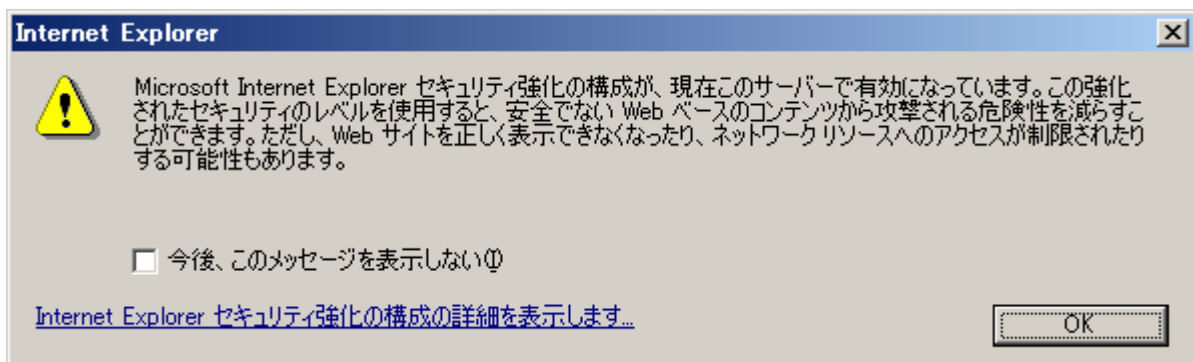 Internet Explorer
Microsoft Internet Explorer セキュリティ強化の構成が、現在このサーバーで有効になっています。この強化
されたセキュリティのレベルを使用すると、安全でない Web ベースのコンテンツから攻撃される危険性を減らすこ
とができます。ただし、Web サイトを正しく表示できなくなったり、ネットワーク リソースへのアクセスが制限されたり
する可能性もあります。
今後、このメッセージを表示しない(I)
Internet Explorer セキュリティ強化の構成の詳細を表示します...
OK